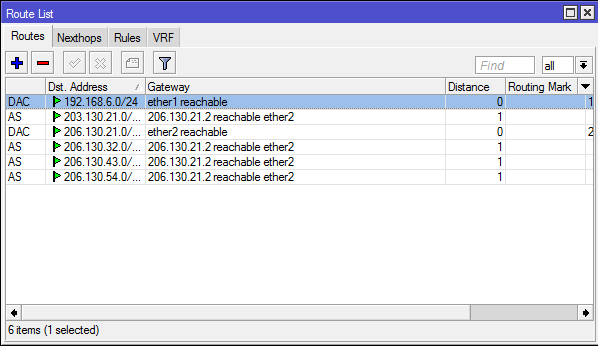 Route List
Routes Nexthops Rules VRF
Find all
Dst. Address Gateway Distance Routing Mark
DAC 192.168.6.0/24 ether1 reachable 0 1
AS 203.130.21.0/... 206.130.21.2 reachable ether2 1
DAC 206.130.21.0/... ether2 reachable 0 2
AS 206.130.32.0/... 206.130.21.2 reachable ether2 1
AS 206.130.43.0/... 206.130.21.2 reachable ether2 1
AS 206.130.54.0/... 206.130.21.2 reachable ether2 1
6 items (1 selected)